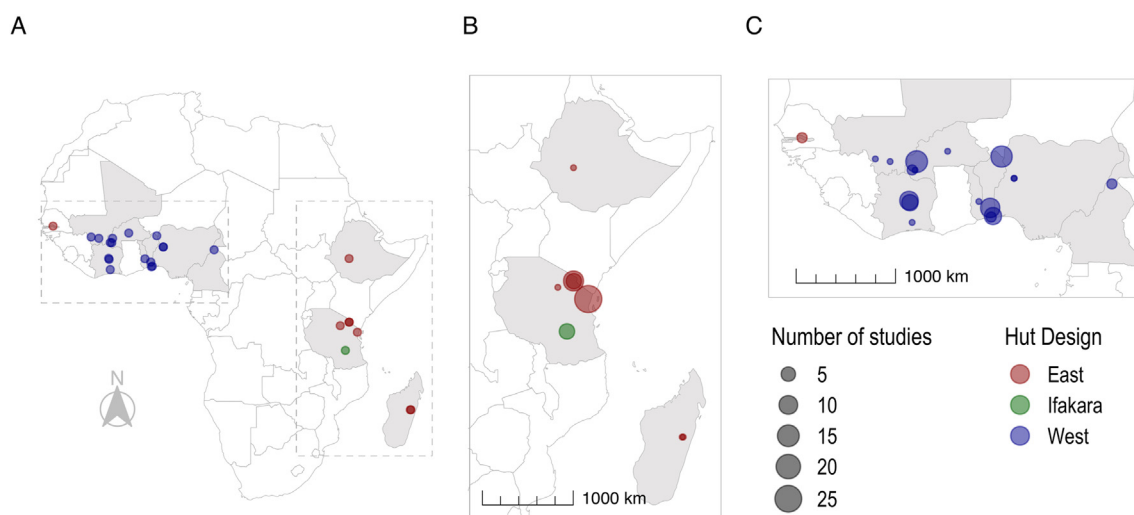 A
B
C
N
1000 km
1000 km
Number of studies
5
10
15
20
25
Hut Design
East
Ifakara
West